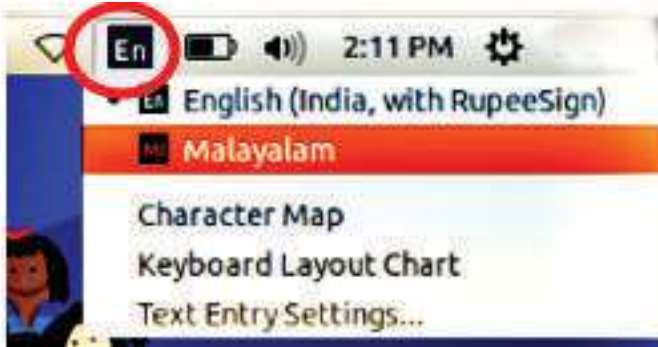 En 2:11 PM
En English (India, with RupeeSign)
Ml Malayalam
Character Map
Keyboard Layout Chart
Text Entry Settings...